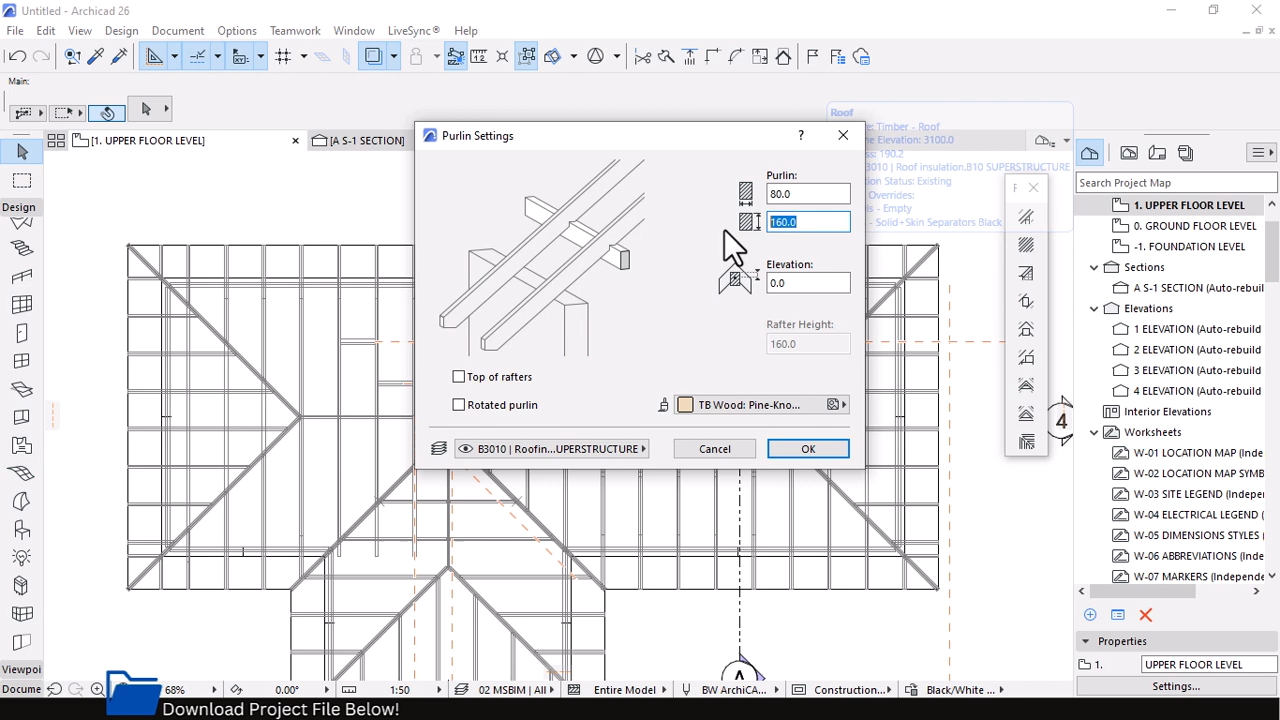 Untitled - Archicad 26
File Edit View Design Document Options Teamwork Window LiveSync® Help
Main:
[1. UPPER FLOOR LEVEL]
[A S-1 SECTION]
Design
Purlin Settings
Purlin:
80.0
160.0
Elevation:
0.0
Rafter Height:
160.0
Top of rafters
Rotated purlin
TB Wood: Pine-Kno...
B3010 | Roofin...UPERSTRUCTURE
Cancel
OK
Roof
Timber - Roof
Elevation: 3100.0
190.2
B3010 | Roof insulation.B10 SUPERSTRUCTURE
Status: Existing
Overrides:
- Empty
- Solid+Skin Separators Black
4
A
Search Project Map
1. UPPER FLOOR LEVEL
0. GROUND FLOOR LEVEL
-1. FOUNDATION LEVEL
Sections
A S-1 SECTION (Auto-rebuil
Elevations
1 ELEVATION (Auto-rebuild
2 ELEVATION (Auto-rebuild
3 ELEVATION (Auto-rebuild
4 ELEVATION (Auto-rebuild
Interior Elevations
Worksheets
W-01 LOCATION MAP (Indepe
W-02 LOCATION MAP SYMB
W-03 SITE LEGEND (Indepen
W-04 ELECTRICAL LEGEND (
W-05 DIMENSIONS STYLES (
W-06 ABBREVIATIONS (Indep
W-07 MARKERS (Independe
Properties
1. UPPER FLOOR LEVEL
Settings...
Viewpoi
Docume
68% 0.00° 1:50 02 MSBIM | All Entire Model BW ArchiCA... Construction... Black/White ...
Download Project File Below!